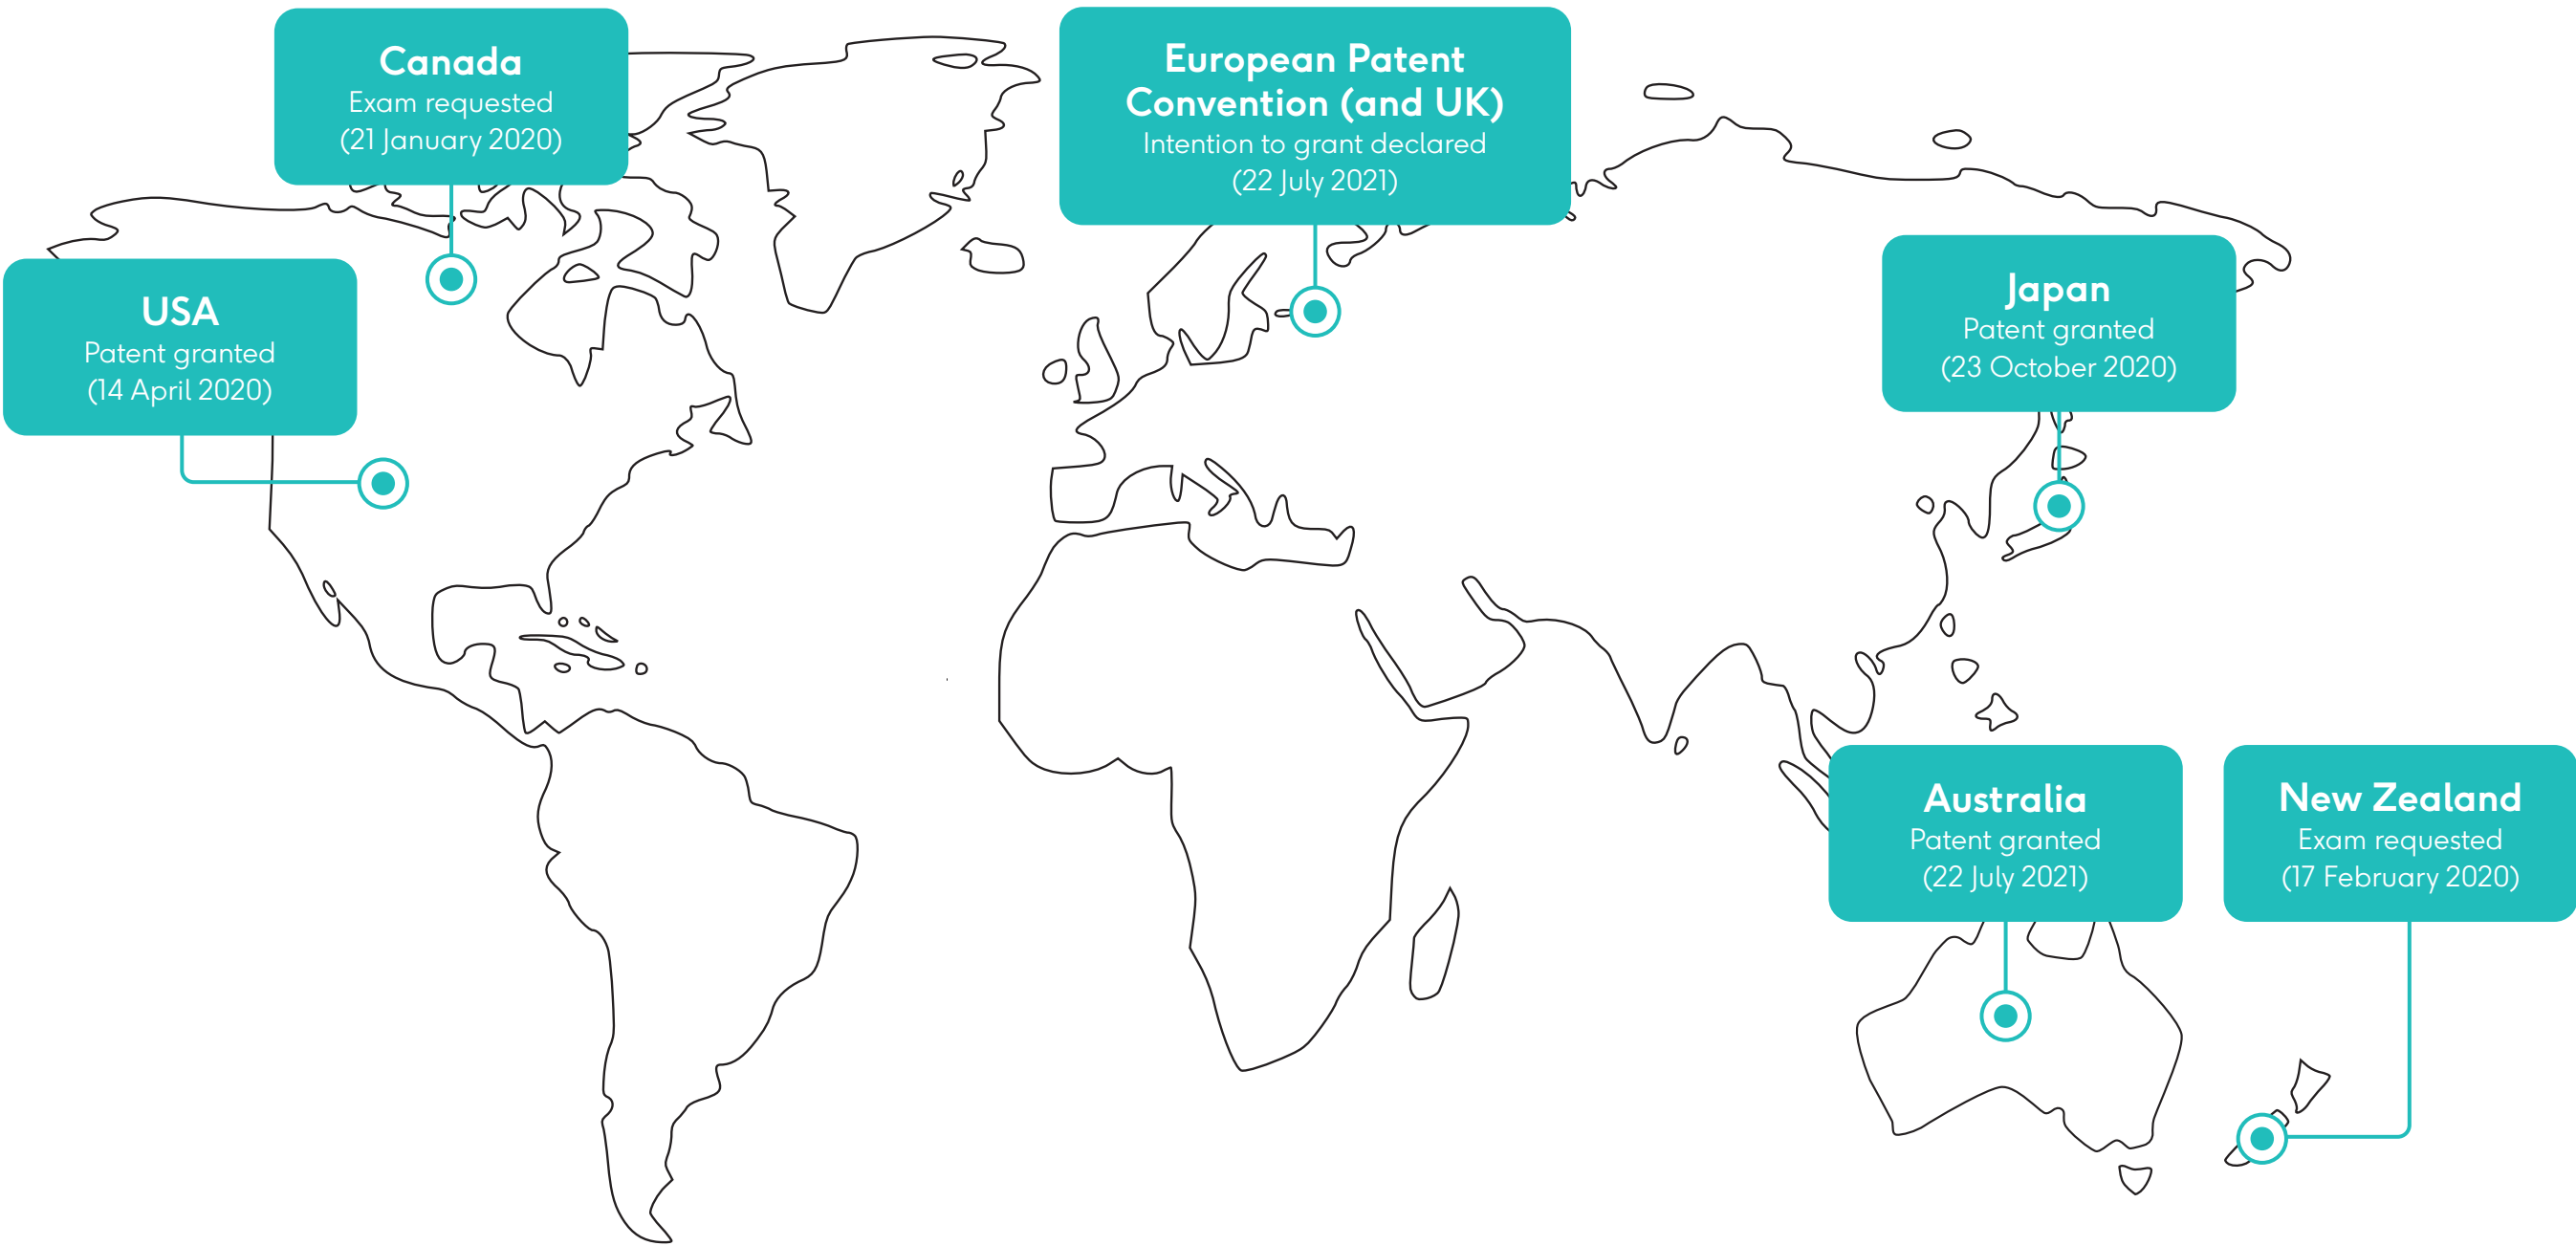 Canada
Exam requested
(21 January 2020)
European Patent
Convention (and UK)
Intention to grant declared
(22 July 2021)
USA
Patent granted
(14 April 2020)
Japan
Patent granted
(23 October 2020)
Australia
Patent granted
(22 July 2021)
New Zealand
Exam requested
(17 February 2020)